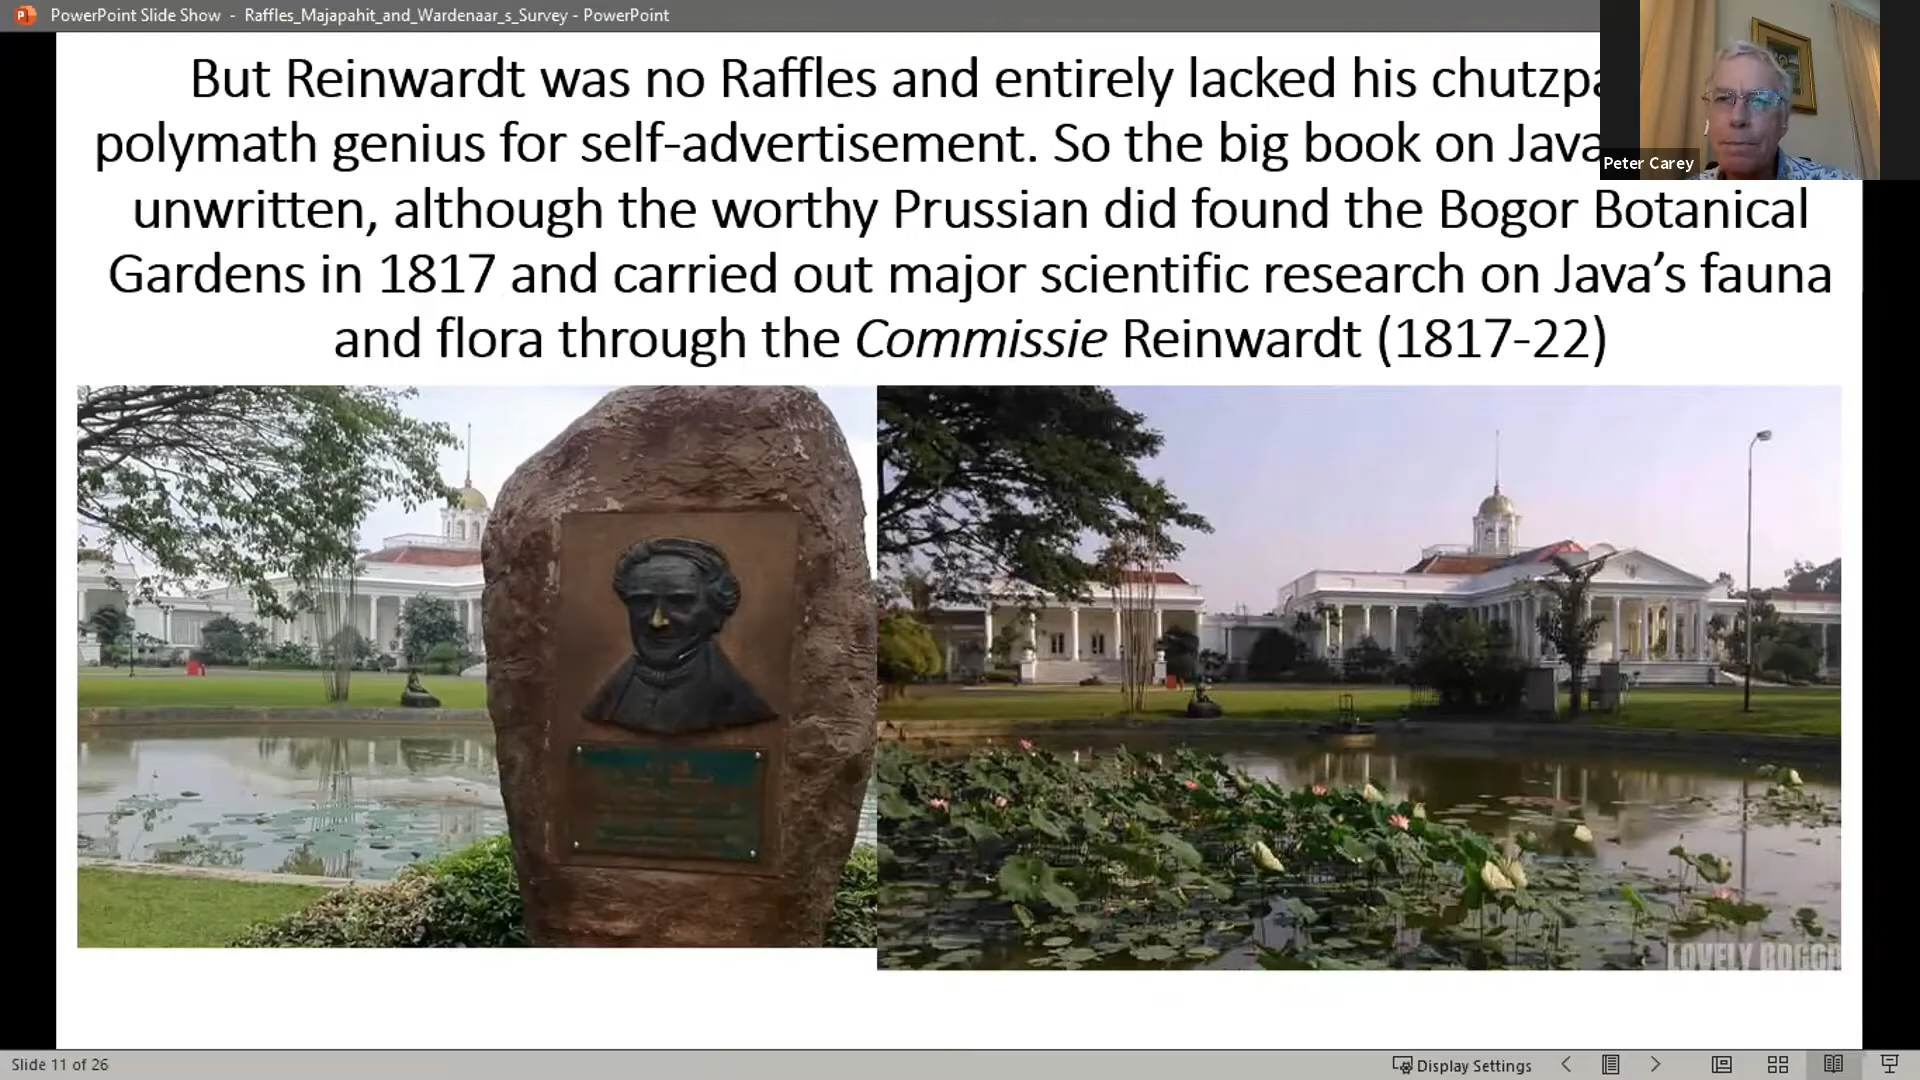 PowerPoint Slide Show - Raffles_Majapahit_and_Wardenaar_s_Survey - PowerPoint
But Reinwardt was no Raffles and entirely lacked his
polymath genius for self-advertisement. So the big book on Java
unwritten, although the worthy Prussian did found the Bogor Botanical
Gardens in 1817 and carried out major scientific research on Java’s fauna
and flora through the Commissie Reinwardt (1817-22)
Peter Carey
LOVELY BOGOR
Slide 11 of 26
Display Settings